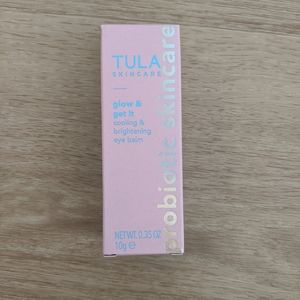 TULA
SKINCARE
glow &
get it
cooling &
brightening
eye balm
NET WT. 0.35 OZ
10g ℮
probiotic skincare